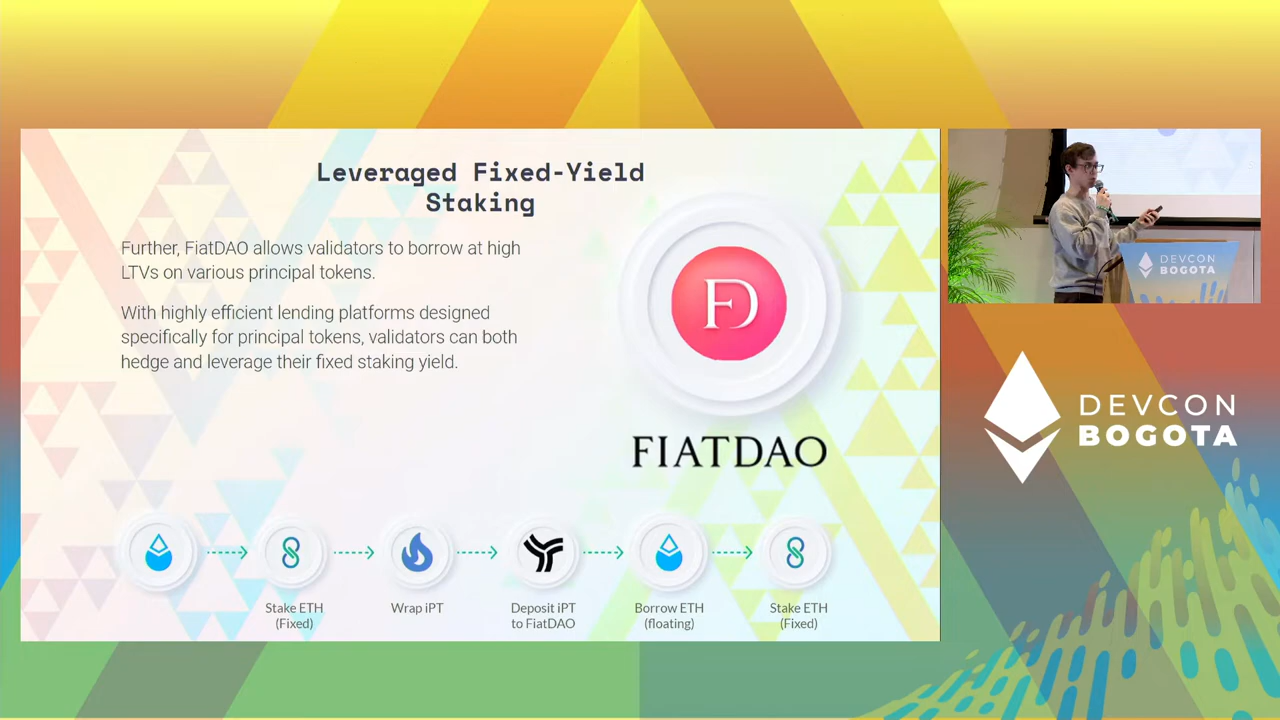 Leveraged Fixed-Yield
Staking
Further, FiatDAO allows validators to borrow at high
LTVs on various principal tokens.
With highly efficient lending platforms designed
specifically for principal tokens, validators can both
hedge and leverage their fixed staking yield.
FD
FIATDAO
Stake ETH
(Fixed)
Wrap iPT
Deposit iPT
to FiatDAO
Borrow ETH
(floating)
Stake ETH
(Fixed)
DEVCON
BOGOTA
DEVCON
BOGOTA